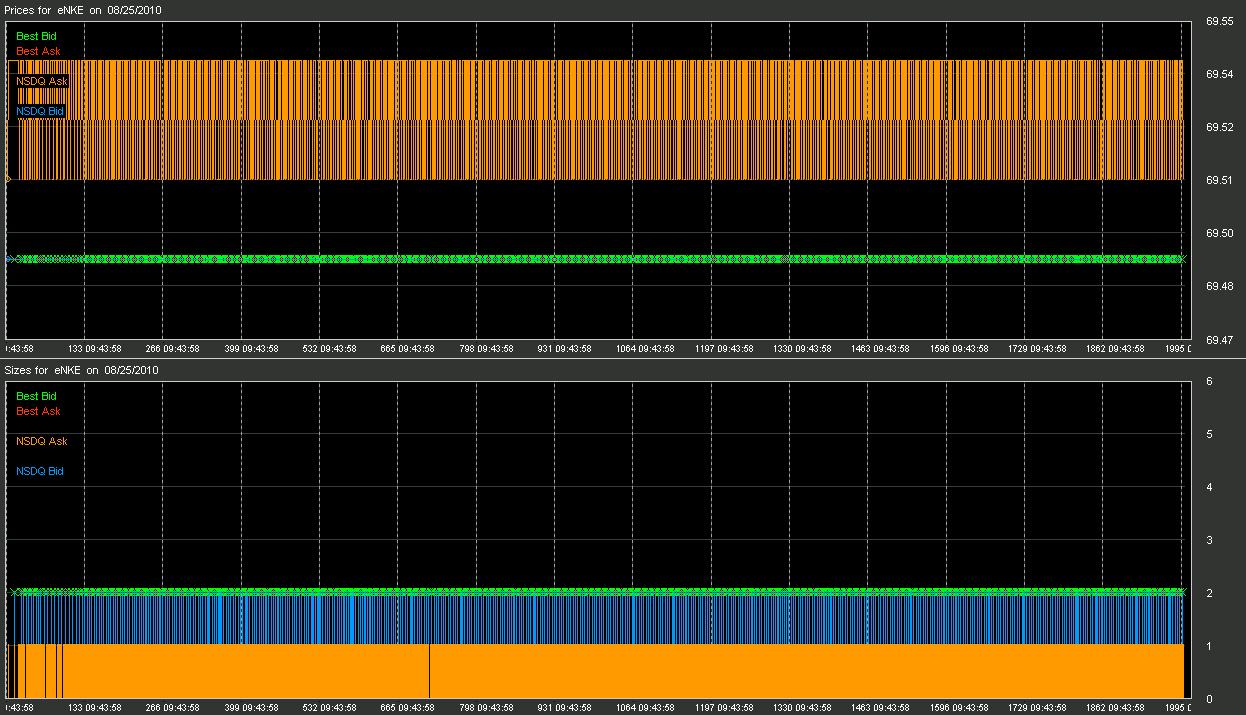 Prices for eNKE on 08/25/2010
69.55
Best Bid
Best Ask
69.54
NSDQ Ask
NSDQ Bid
69.52
69.51
69.50
69.48
69.47
:43:58 133 09:43:58 266 09:43:58 399 09:43:58 532 09:43:58 665 09:43:58 798 09:43:58 931 09:43:58 1064 09:43:58 1197 09:43:58 1330 09:43:58 1463 09:43:58 1596 09:43:58 1729 09:43:58 1862 09:43:58 1995
Sizes for eNKE on 08/25/2010
6
Best Bid
Best Ask
5
NSDQ Ask
NSDQ Bid
4
3
2
1
0
:43:58 133 09:43:58 266 09:43:58 399 09:43:58 532 09:43:58 665 09:43:58 798 09:43:58 931 09:43:58 1064 09:43:58 1197 09:43:58 1330 09:43:58 1463 09:43:58 1596 09:43:58 1729 09:43:58 1862 09:43:58 1995